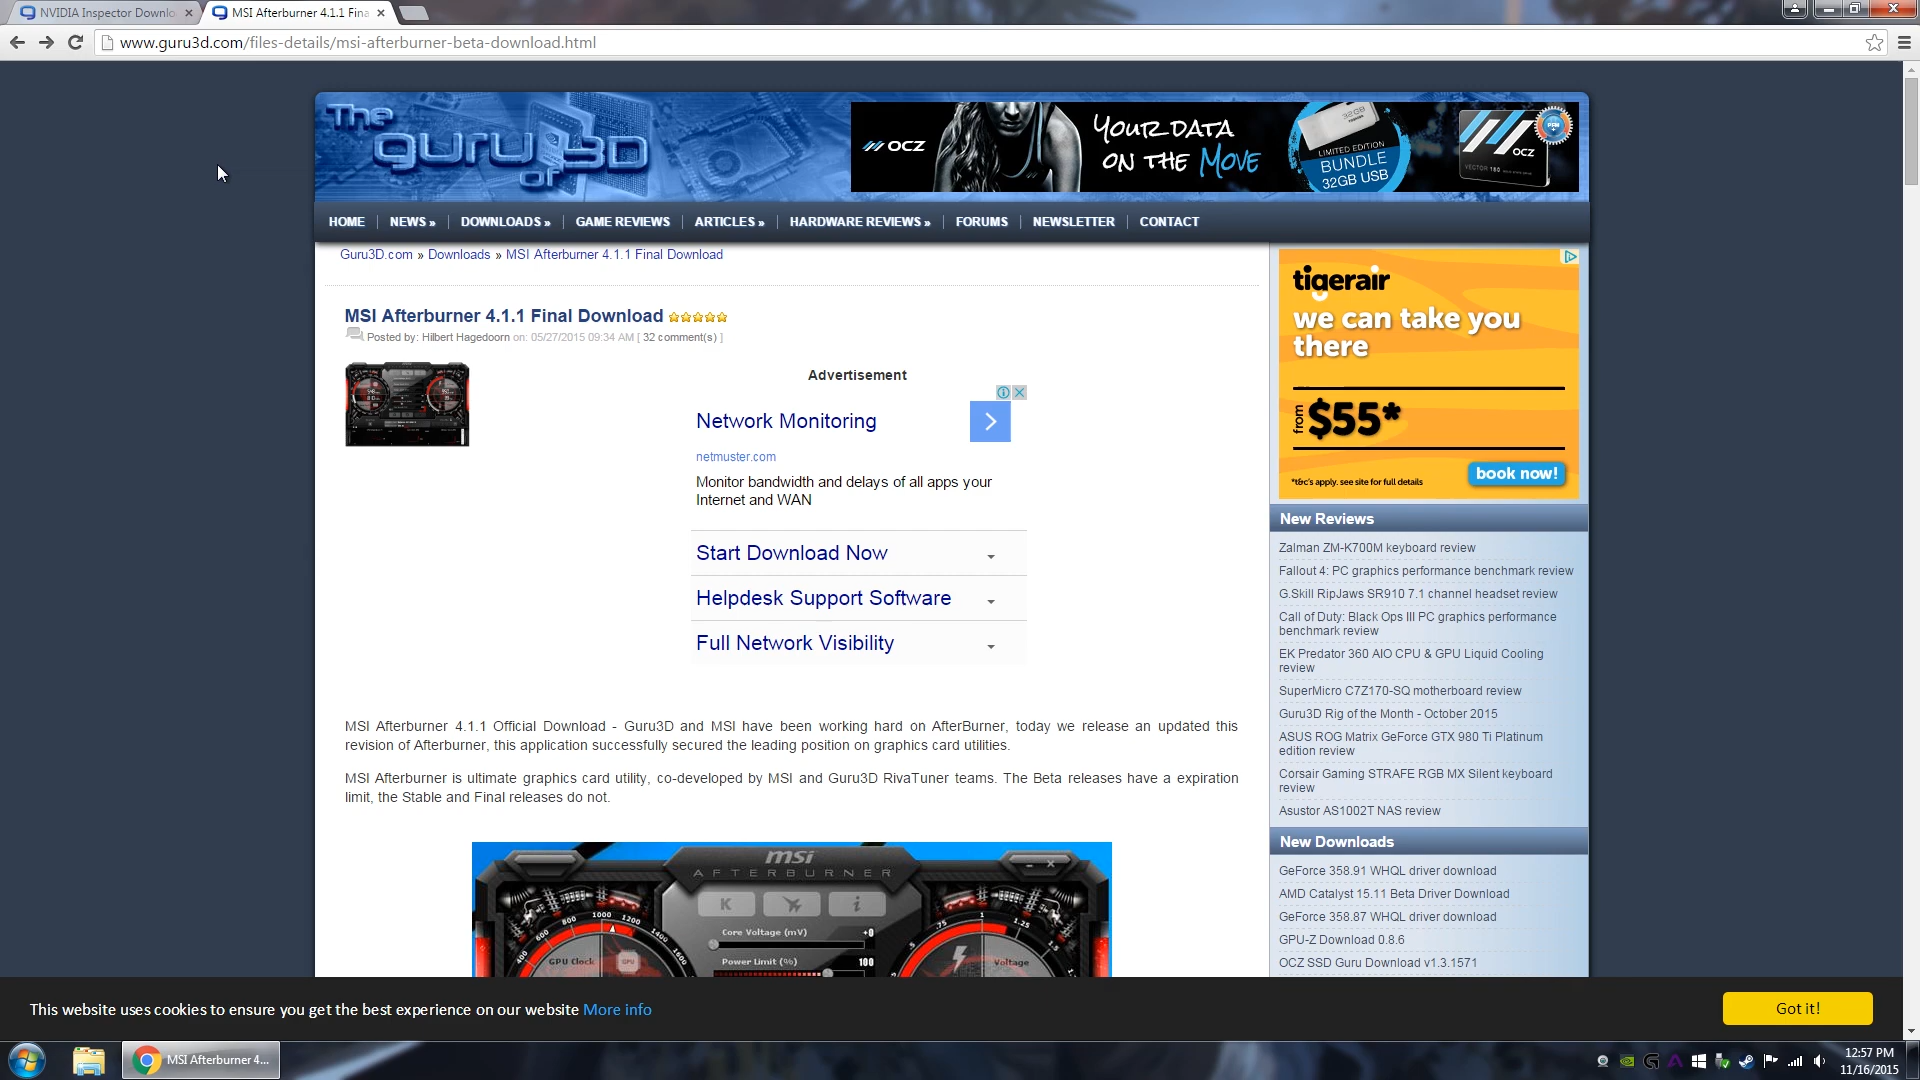 NVIDIA Inspector Downlo
MSI Afterburner 4.1.1 Fina
www.guru3d.com/files-details/msi-afterburner-beta-download.html
The
guru
of
3D
OCZ
YOUR DATA
ON THE MOVE
32GB
LIMITED EDITION
BUNDLE
32GB USB
OCZ
VECTOR 180
HOME
NEWS »
DOWNLOADS »
GAME REVIEWS
ARTICLES »
HARDWARE REVIEWS »
FORUMS
NEWSLETTER
CONTACT
Guru3D.com » Downloads » MSI Afterburner 4.1.1 Final Download
MSI Afterburner 4.1.1 Final Download
Posted by: Hilbert Hagedoorn on: 05/27/2015 09:34 AM [ 32 comment(s) ]
Advertisement
Network Monitoring
netmuster.com
Monitor bandwidth and delays of all apps your
Internet and WAN
Start Download Now
Helpdesk Support Software
Full Network Visibility
MSI Afterburner 4.1.1 Official Download - Guru3D and MSI have been working hard on AfterBurner, today we release an updated this
revision of Afterburner, this application successfully secured the leading position on graphics card utilities.
MSI Afterburner is ultimate graphics card utility, co-developed by MSI and Guru3D RivaTuner teams. The Beta releases have a expiration
limit, the Stable and Final releases do not.
msi
AFTERBURNER
K
i
Core Voltage (mV)
+0
Power Limit (%)
100
400
600
800
1000
1200
1400
1600
GPU Clock
GPU
.5
.75
1
1.25
1.5
Voltage
tigerair
we can take you
there
from
$55*
*t&c's apply. see site for full details
book now!
New Reviews
Zalman ZM-K700M keyboard review
Fallout 4: PC graphics performance benchmark review
G.Skill RipJaws SR910 7.1 channel headset review
Call of Duty: Black Ops III PC graphics performance
benchmark review
EK Predator 360 AIO CPU & GPU Liquid Cooling
review
SuperMicro C7Z170-SQ motherboard review
Guru3D Rig of the Month - October 2015
ASUS ROG Matrix GeForce GTX 980 Ti Platinum
edition review
Corsair Gaming STRAFE RGB MX Silent keyboard
review
Asustor AS1002T NAS review
New Downloads
GeForce 358.91 WHQL driver download
AMD Catalyst 15.11 Beta Driver Download
GeForce 358.87 WHQL driver download
GPU-Z Download 0.8.6
OCZ SSD Guru Download v1.3.1571
This website uses cookies to ensure you get the best experience on our website More info
Got it!
MSI Afterburner 4...
12:57 PM
11/16/2015